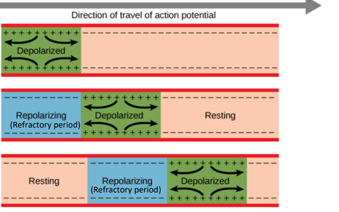 Direction of travel of action potential
Depolarized
Repolarizing
(Refractory period)
Depolarized
Resting
Resting
Repolarizing
(Refractory period)
Depolarized